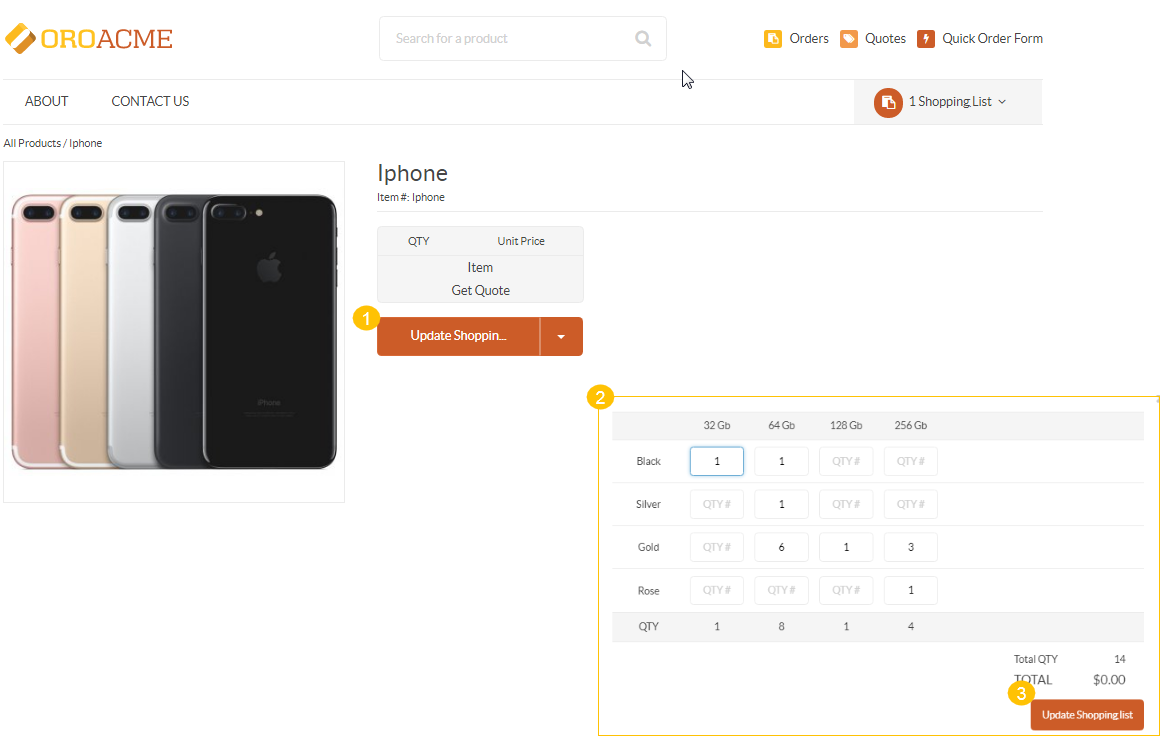 OROACME
Search for a product
Orders
Quotes
Quick Order Form
ABOUT
CONTACT US
1 Shopping List
All Products / Iphone
Iphone
Item #: Iphone
QTY Unit Price
Item
Get Quote
1
Update Shoppin...
iPhone
2
32 Gb 64 Gb 128 Gb 256 Gb
Black 1 1 QTY # QTY #
Silver QTY # 1 QTY # QTY #
Gold QTY # 6 1 3
Rose QTY # QTY # QTY # 1
QTY 1 8 1 4
Total QTY 14
TOTAL $0.00
3
Update Shopping list